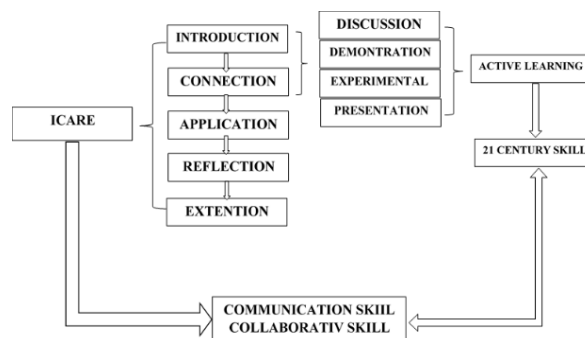 INTRODUCTION
CONNECTION
APPLICATION
REFLECTION
EXTENTION
ICARE
DISCUSSION
DEMONTRATION
EXPERIMENTAL
PRESENTATION
ACTIVE LEARNING
21 CENTURY SKILL
COMMUNICATION SKIIL
COLLABORATIV SKILL